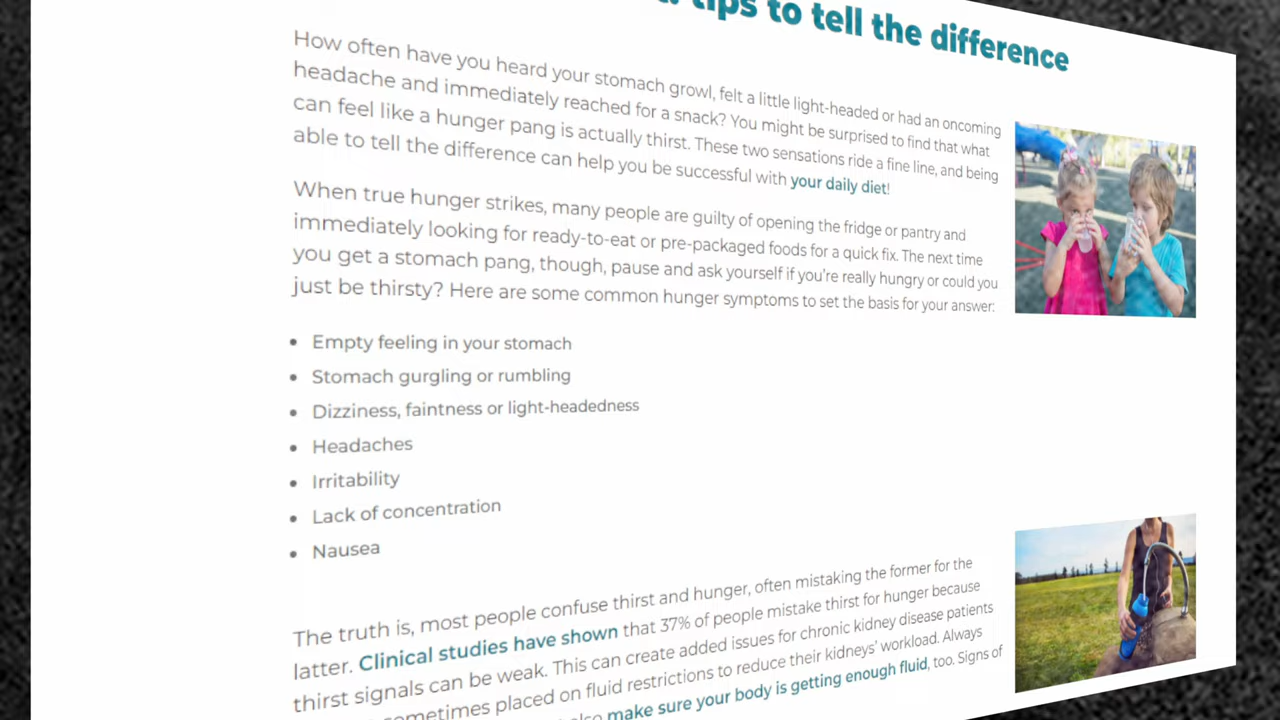 tips to tell the difference
How often have you heard your stomach growl, felt a little light-headed or had an oncoming
headache and immediately reached for a snack? You might be surprised to find that what
can feel like a hunger pang is actually thirst. These two sensations ride a fine line, and being
able to tell the difference can help you be successful with your daily diet!
When true hunger strikes, many people are guilty of opening the fridge or pantry and
immediately looking for ready-to-eat or pre-packaged foods for a quick fix. The next time
you get a stomach pang, though, pause and ask yourself if you're really hungry or could you
just be thirsty? Here are some common hunger symptoms to set the basis for your answer:
• Empty feeling in your stomach
• Stomach gurgling or rumbling
• Dizziness, faintness or light-headedness
• Headaches
• Irritability
• Lack of concentration
• Nausea
The truth is, most people confuse thirst and hunger, often mistaking the former for the
latter. Clinical studies have shown that 37% of people mistake thirst for hunger because
thirst signals can be weak. This can create added issues for chronic kidney disease patients
sometimes placed on fluid restrictions to reduce their kidneys' workload. Always
also make sure your body is getting enough fluid, too. Signs of